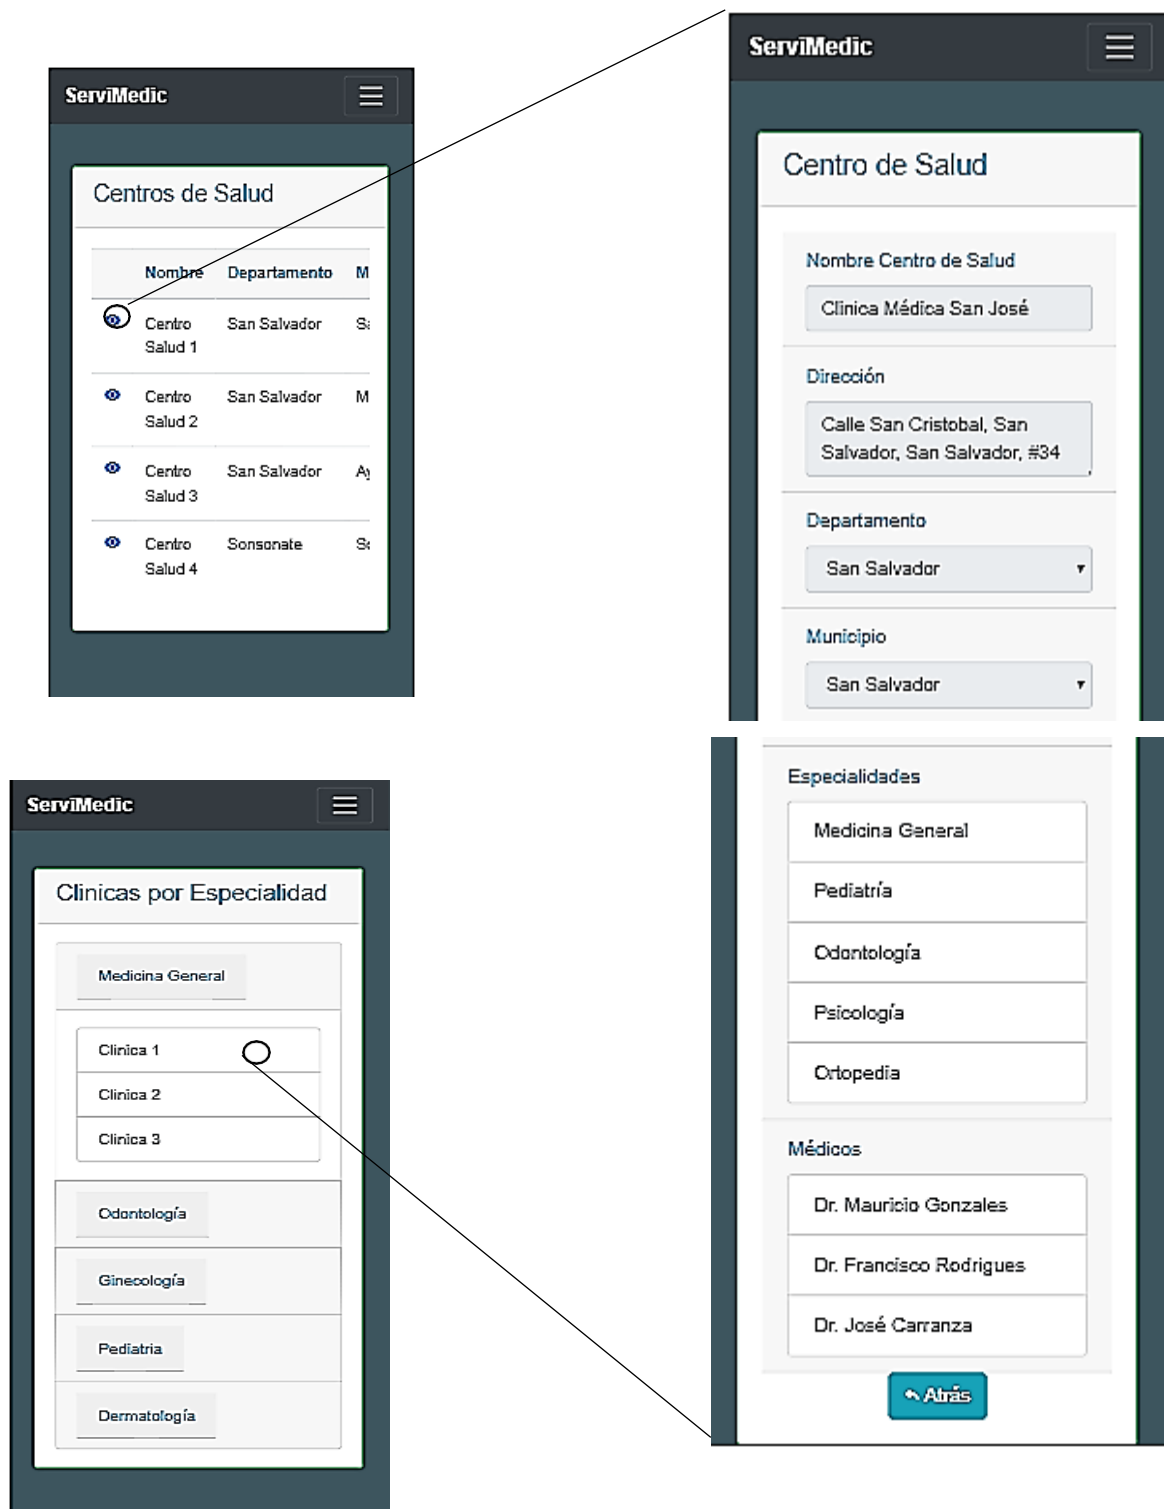 ServiMedic
Centros de Salud
Nombre Departamento M
Centro San Salvador Sa
Salud 1
Centro San Salvador M
Salud 2
Centro San Salvador Ay
Salud 3
Centro Sonsonate So
Salud 4
ServiMedic
Centro de Salud
Nombre Centro de Salud
Clinica Médica San José
Dirección
Calle San Cristobal, San
Salvador, San Salvador, #34
Departamento
San Salvador
Municipio
San Salvador
ServiMedic
Clinicas por Especialidad
Medicina General
Clinica 1
Clinica 2
Clinica 3
Odontología
Ginecología
Pediatria
Dermatología
Especialidades
Medicina General
Pediatría
Odontología
Psicología
Ortopedia
Médicos
Dr. Mauricio Gonzales
Dr. Francisco Rodrigues
Dr. José Carranza
Atrás